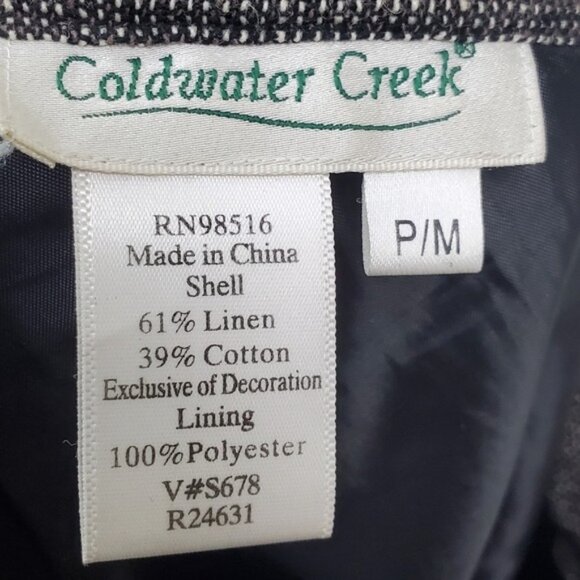 Coldwater Creek®
P/M
RN98516
Made in China
Shell
61% Linen
39% Cotton
Exclusive of Decoration
Lining
100%Polyester
V#S678
R24631